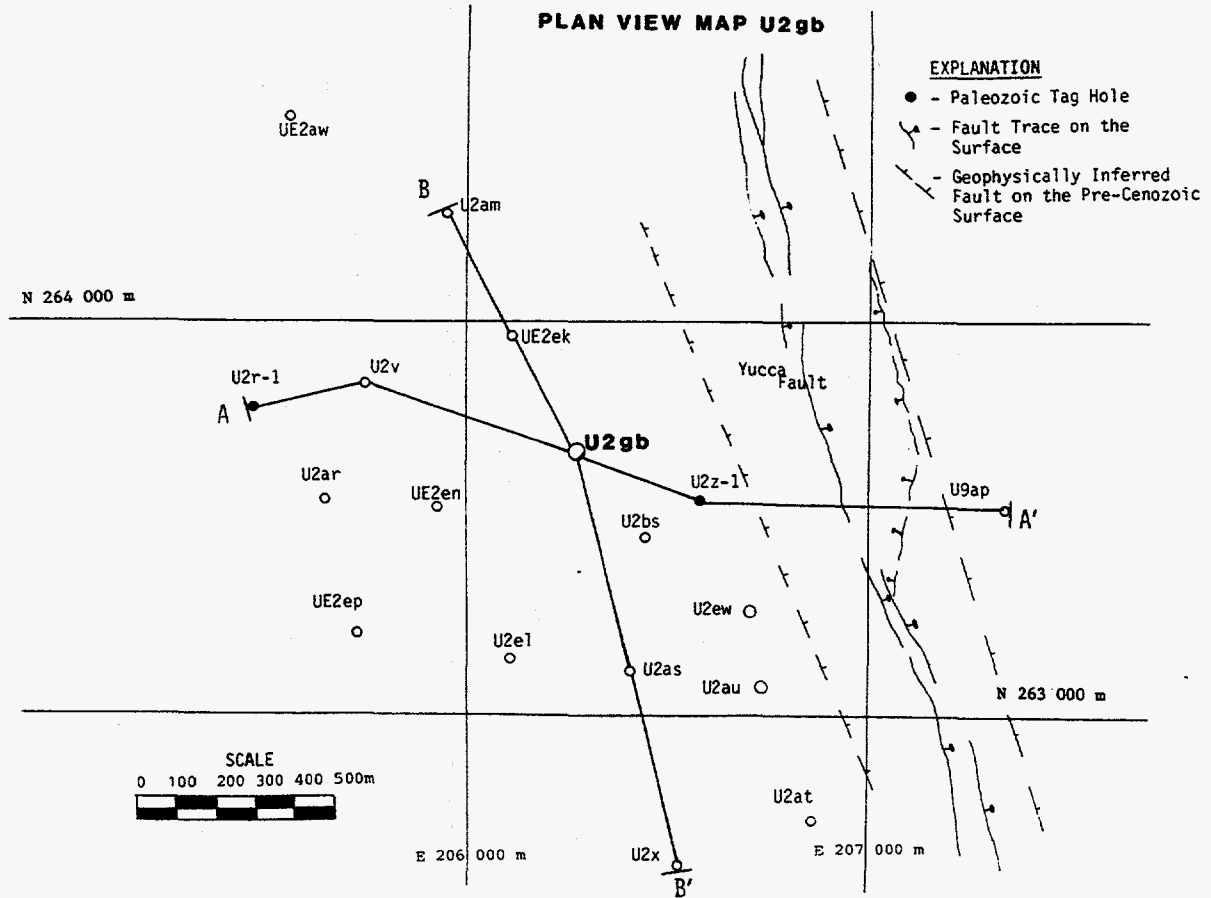 PLAN VIEW MAP U2gb
EXPLANATION
- Paleozoic Tag Hole
- Fault Trace on the
Surface
- Geophysically Inferred
Fault on the Pre-Cenozoic
Surface
UE2aw
B
U2am
N 264 000 m
UE2ek
U2r-1
U2v
A
Yucca
Fault
U2gb
U2ar
UE2en
U2z-1
U9ap
A'
U2bs
UE2ep
U2ew
U2el
U2as
U2au
N 263 000 m
SCALE
0 100 200 300 400 500m
U2at
E 206 000 m
U2x
E 207 000 m
B'